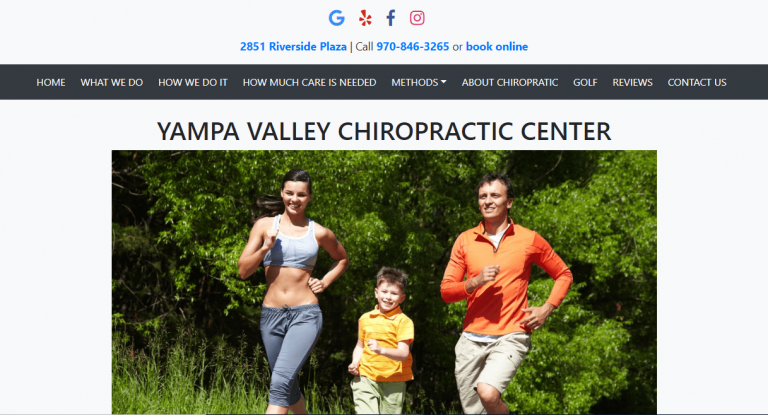 2851 Riverside Plaza | Call 970-846-3265 or book online
HOME WHAT WE DO HOW WE DO IT HOW MUCH CARE IS NEEDED METHODS ABOUT CHIROPRATIC GOLF REVIEWS CONTACT US
YAMPA VALLEY CHIROPRACTIC CENTER